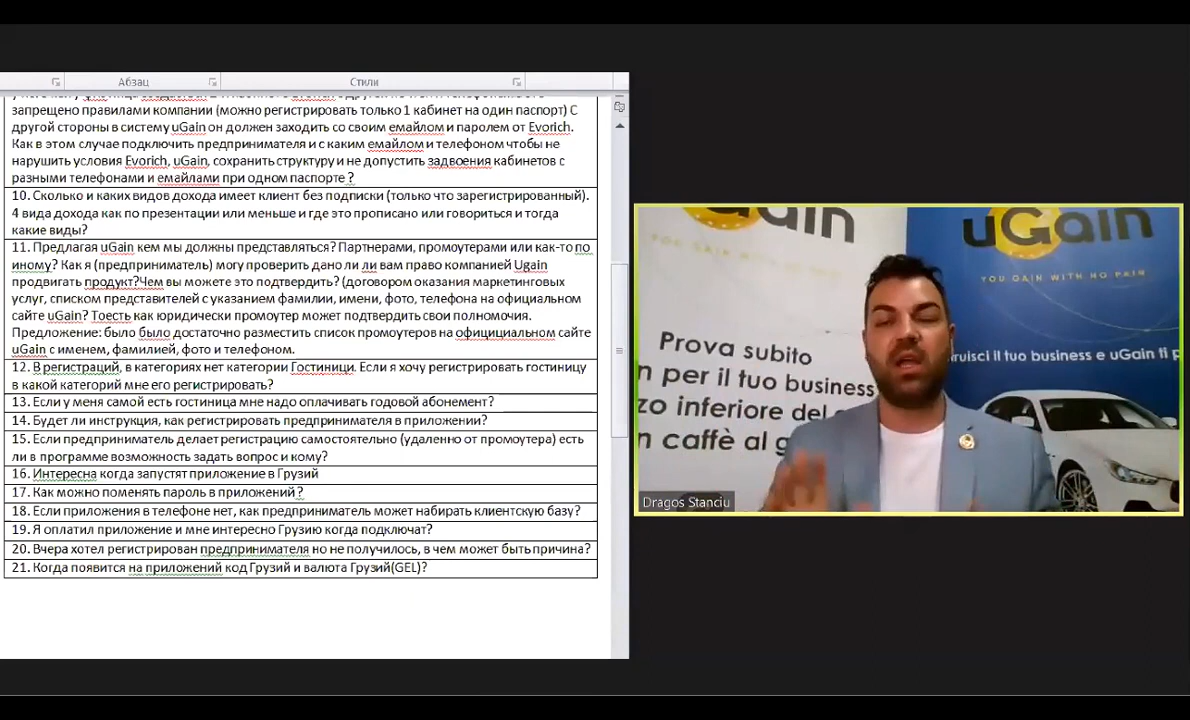 Абзац
Стили
запрещено правилами компании (можно регистрировать только 1 кабинет на один паспорт) С
другой стороны в систему uGain он должен заходить со своим емайлом и паролем от Evorich.
Как в этом случае подключить предпринимателя и с каким емайлом и телефоном чтобы не
нарушить условия Evorich, uGain, сохранить структуру и не допустить задвоения кабинетов с
разными телефонами и емайлами при одном паспорте ?
10. Сколько и каких видов дохода имеет клиент без подписки (только что зарегистрированный).
4 вида дохода как по презентации или меньше и где это прописано или говориться и тогда
какие виды?
11. Предлагая uGain кем мы должны представляться? Партнерами, промоутерами или как-то по
иному? Как я (предприниматель) могу проверить дано ли ли вам право компанией Ugain
продвигать продукт?Чем вы можете это подтвердить? (договором оказания маркетинговых
услуг, списком представителей с указанием фамилии, имени, фото, телефона на официальном
сайте uGain? Тоесть как юридически промоутер может подтвердить свои полномочия.
Предложение: было было достаточно разместить список промоутеров на официциальном сайте
uGain с именем, фамилией, фото и телефоном.
12. В регистраций, в категориях нет категории Гостиници. Если я хочу регистрировать гостиницу
в какой категорий мне его регистрировать?
13. Если у меня самой есть гостиница мне надо оплачивать годовой абонемент?
14. Будет ли инструкция, как регистрировать предпринимателя в приложении?
15. Если предприниматель делает регистрацию самостоятельно (удаленно от промоутера) есть
ли в программе возможность задать вопрос и кому?
16. Интересна когда запустят приложение в Грузий
17. Как можно поменять пароль в приложений?
18. Если приложения в телефоне нет, как предприниматель может набирать клиентскую базу?
19. Я оплатил приложение и мне интересно Грузию когда подключат?
20. Вчера хотел регистрирован предпринимателя но не получилось, в чем может быть причина?
21. Когда появится на приложений код Грузий и валюта Грузий(GEL)?
uGain
YOU GAIN WITH NO PAIN
Prova subito
n per il tuo business
zo inferiore del
n caffè al g
ruisci il tuo business e uGain ti p
Dragos Stanciu